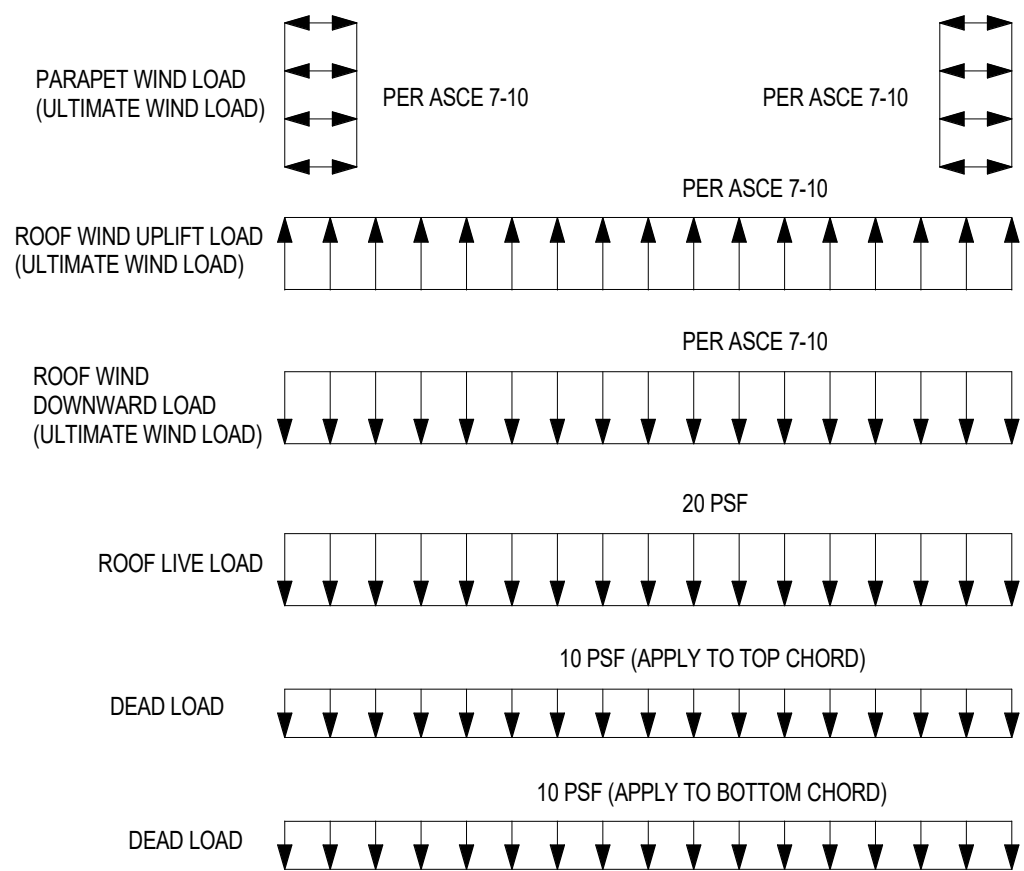 PARAPET WIND LOAD
(ULTIMATE WIND LOAD)
PER ASCE 7-10
PER ASCE 7-10
PER ASCE 7-10
ROOF WIND UPLIFT LOAD
(ULTIMATE WIND LOAD)
PER ASCE 7-10
ROOF WIND
DOWNWARD LOAD
(ULTIMATE WIND LOAD)
20 PSF
ROOF LIVE LOAD
10 PSF (APPLY TO TOP CHORD)
DEAD LOAD
10 PSF (APPLY TO BOTTOM CHORD)
DEAD LOAD